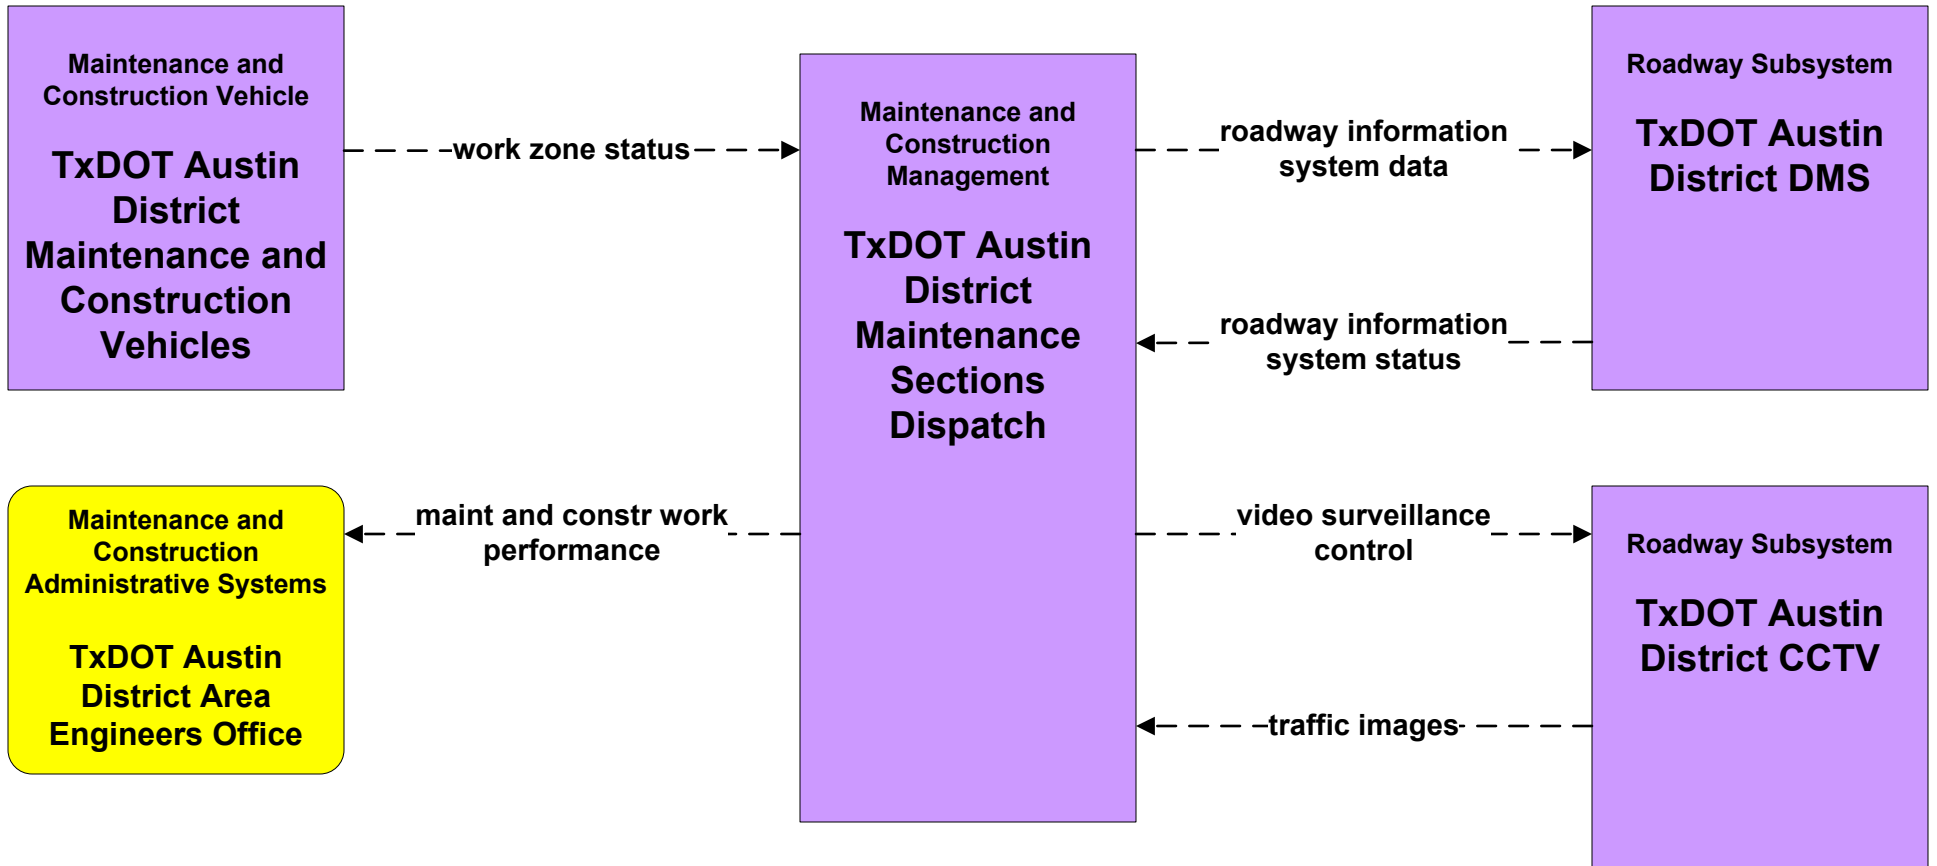 Maintenance and
Construction Vehicle
TxDOT Austin
District
Maintenance and
Construction
Vehicles
work zone status
Maintenance and
Construction
Management
TxDOT Austin
District
Maintenance
Sections
Dispatch
roadway information
system data
Roadway Subsystem
TxDOT Austin
District DMS
roadway information
system status
Maintenance and
Construction
Administrative Systems
TxDOT Austin
District Area
Engineers Office
maint and constr work
performance
video surveillance
control
Roadway Subsystem
TxDOT Austin
District CCTV
traffic images